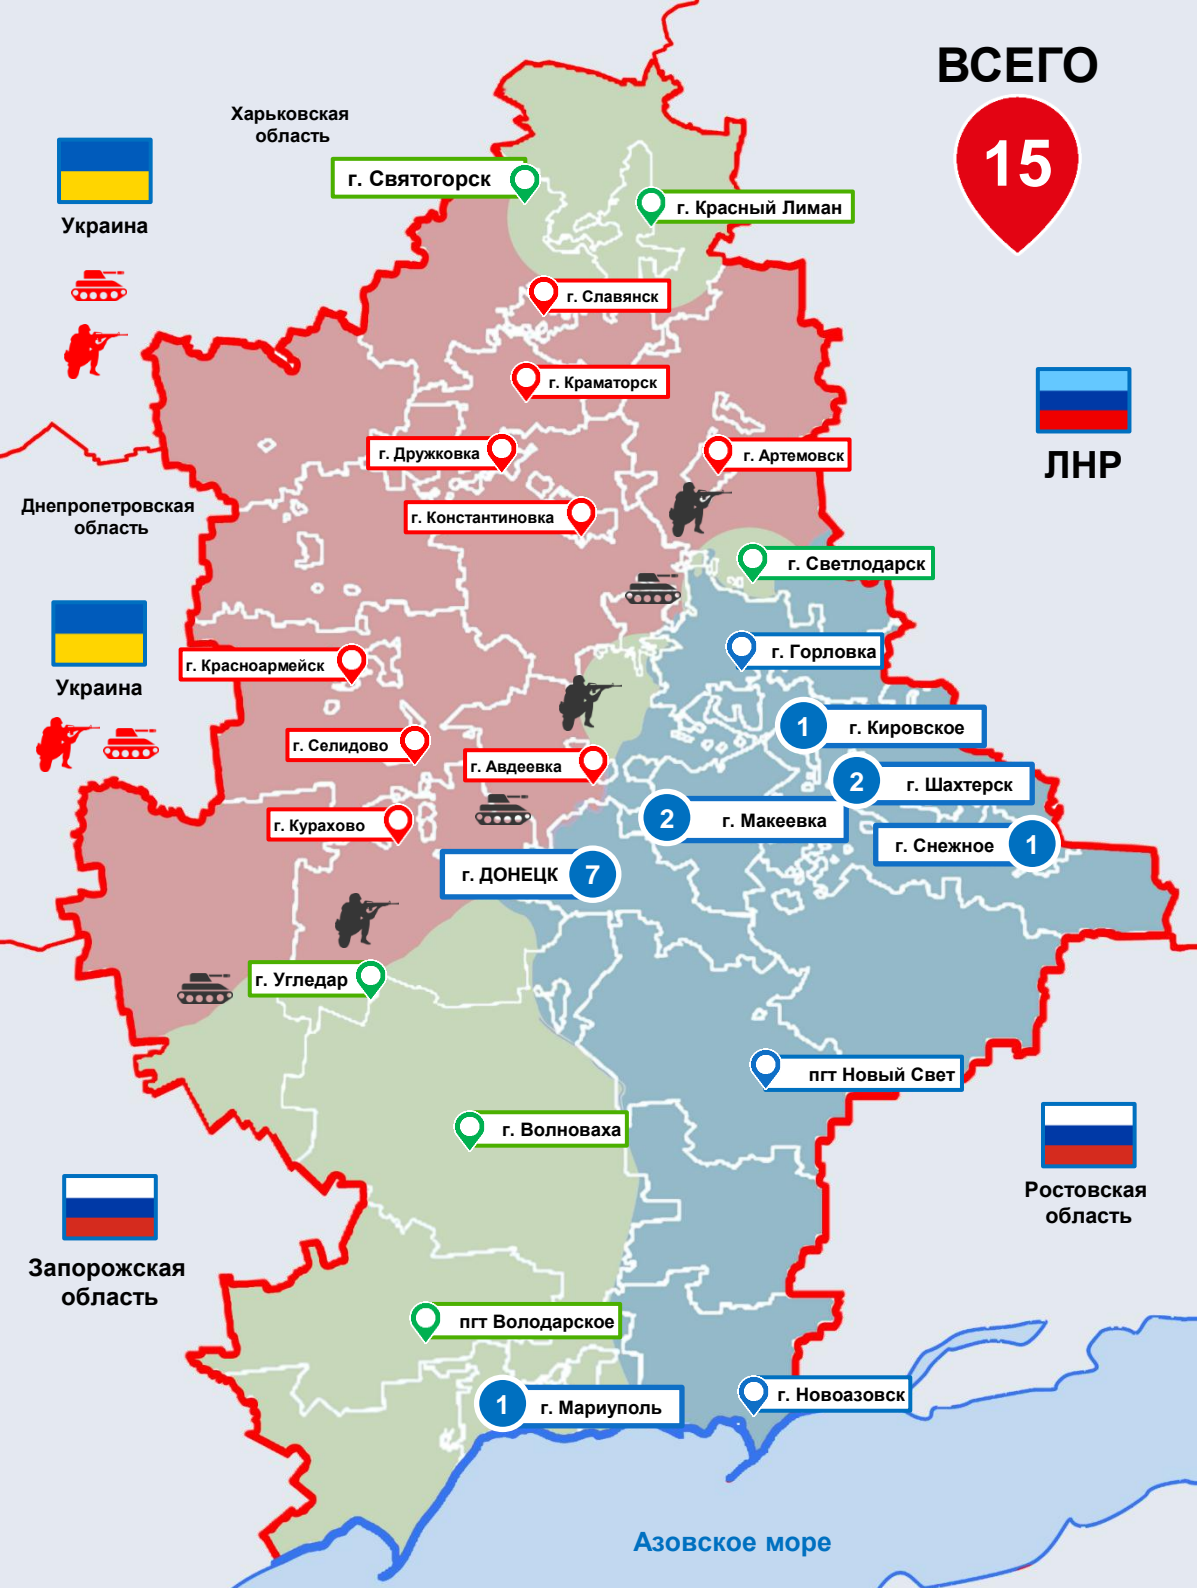 ВСЕГО
15
Харьковская
область
Украина
г. Святогорск
г. Красный Лиман
г. Славянск
г. Краматорск
ЛНР
г. Дружковка
г. Артемовск
Днепропетровская
область
г. Константиновка
г. Светлодарск
Украина
г. Горловка
г. Красноармейск
1
г. Кировское
г. Селидово
г. Авдеевка
2
г. Шахтерск
г. Курахово
2
г. Макеевка
г. Снежное
1
г. ДОНЕЦК
7
г. Угледар
пгт Новый Свет
г. Волноваха
Ростовская
область
Запорожская
область
пгт Володарское
г. Новоазовск
1
г. Мариуполь
Азовское море